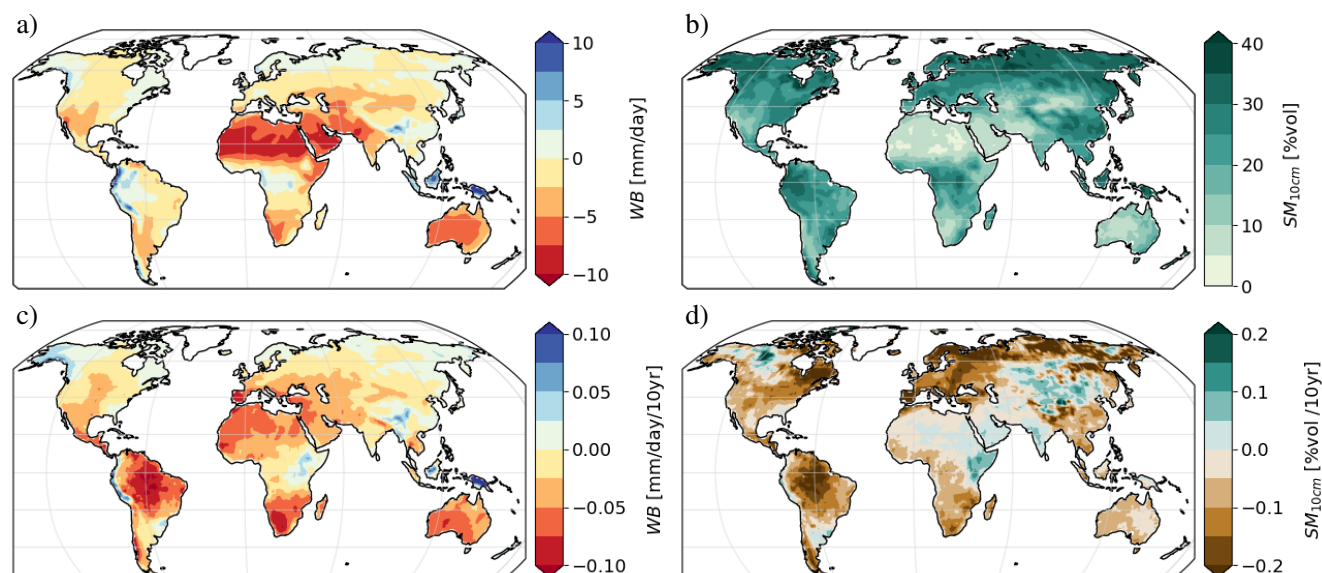 a)
10
5
0
−5
−10
WB [mm/day]
b)
40
30
20
10
0
SM10cm [%vol]
c)
0.10
0.05
0.00
−0.05
−0.10
WB [mm/day/10yr]
d)
0.2
0.1
0.0
−0.1
−0.2
SM10cm [%vol /10yr]